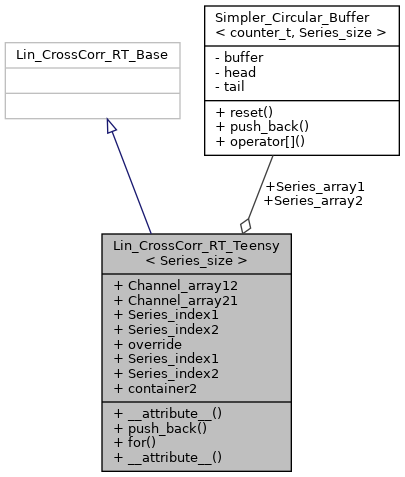 Simpler_Circular_Buffer
< counter_t, Series_size >
- buffer
- head
- tail
+ reset()
+ push_back()
+ operator[]()
Lin_CrossCorr_RT_Base
+Series_array1
+Series_array2
Lin_CrossCorr_RT_Teensy
< Series_size >
+ Channel_array12
+ Channel_array21
+ Series_index1
+ Series_index2
+ override
+ Series_index1
+ Series_index2
+ container2
+ __attribute__()
+ push_back()
+ for()
+ __attribute__()